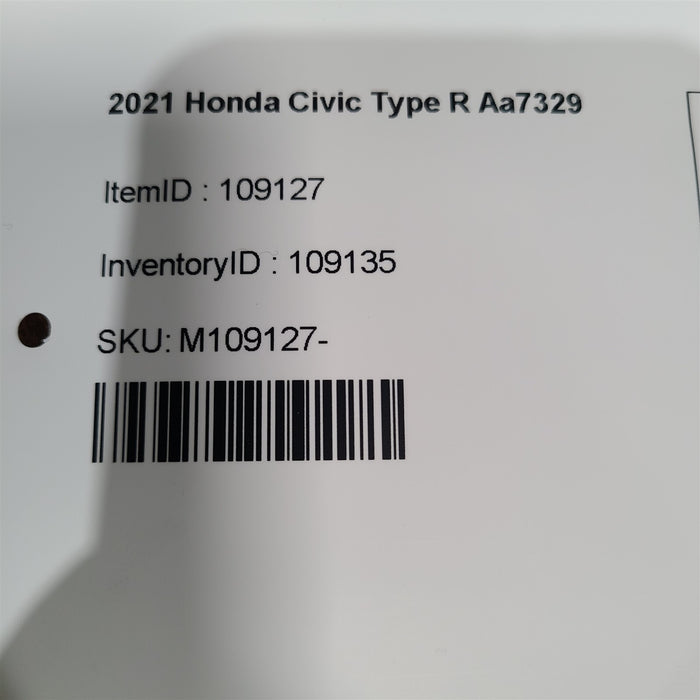 2021 Honda Civic Type R Aa7329
ItemID : 109127
InventoryID : 109135
SKU: M109127-